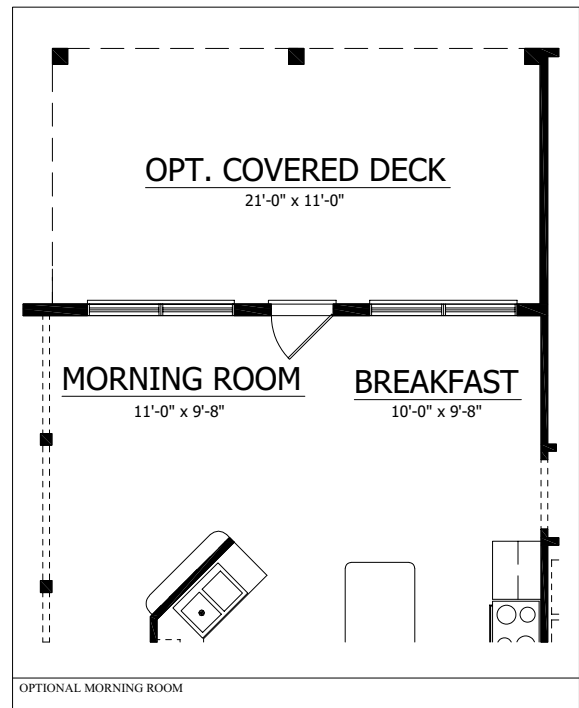 OPT. COVERED DECK
21'-0" x 11'-0"
MORNING ROOM
11'-0" x 9'-8"
BREAKFAST
10'-0" x 9'-8"
OPTIONAL MORNING ROOM